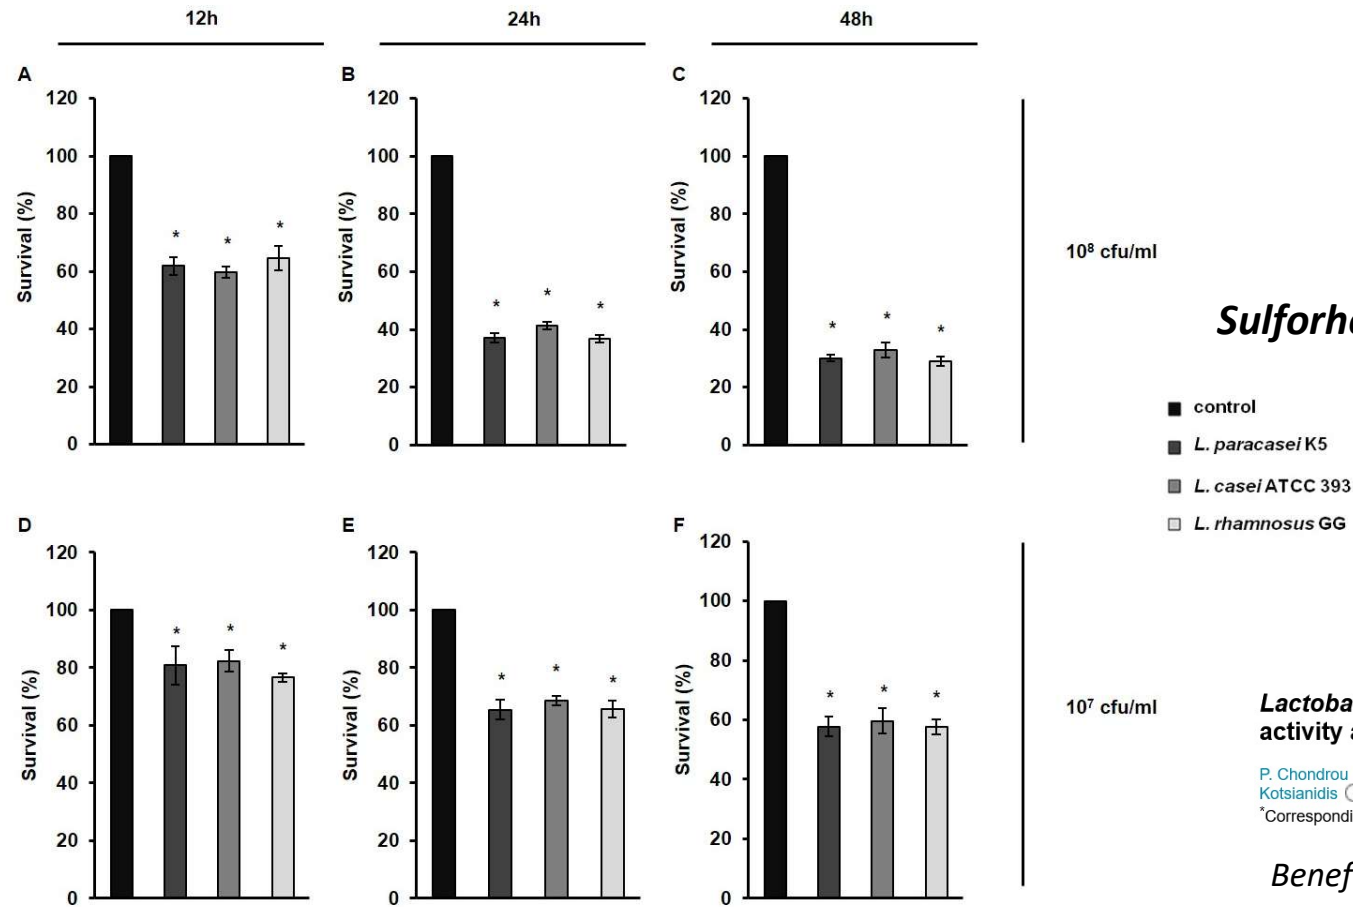 12h
24h
48h
A
B
C
120
100
80
60
40
20
0
Survival (%)
* * *
120
100
80
60
40
20
0
Survival (%)
* * *
120
100
80
60
40
20
0
Survival (%)
* * *
10⁸ cfu/ml
control
L. paracasei K5
L. casei ATCC 393
L. rhamnosus GG
D
E
F
120
100
80
60
40
20
0
Survival (%)
* * *
120
100
80
60
40
20
0
Survival (%)
* * *
120
100
80
60
40
20
0
Survival (%)
* * *
10⁷ cfu/ml
activity
P. Chondrou
Kotsianidis